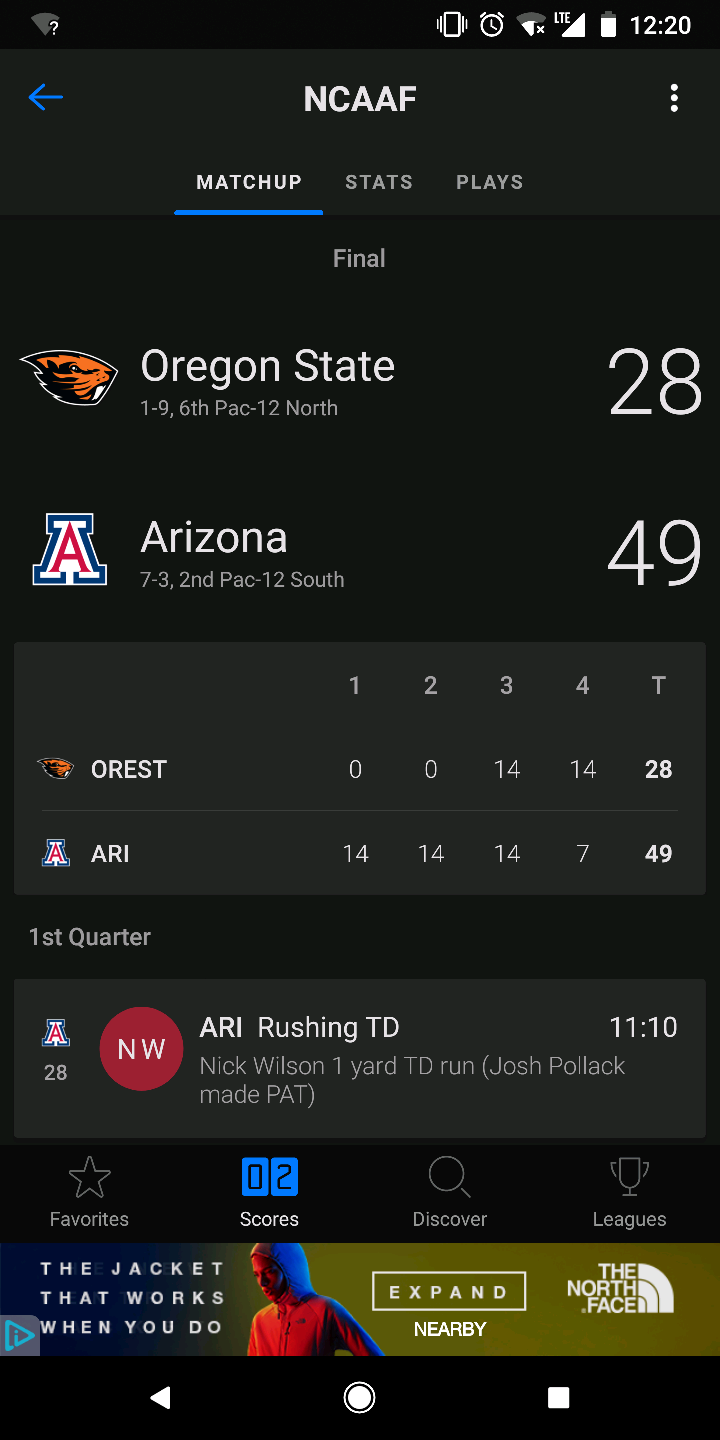 ?
LTE
12:20
NCAAF
MATCHUP STATS PLAYS
Final
Oregon State
1-9, 6th Pac-12 North
28
A
Arizona
7-3, 2nd Pac-12 South
49
1 2 3 4 T
OREST 0 0 14 14 28
A ARI 14 14 14 7 49
1st Quarter
A
28
NW
ARI Rushing TD 11:10
Nick Wilson 1 yard TD run (Josh Pollack
made PAT)
02
Favorites Scores Discover Leagues
THE JACKET
THAT WORKS
WHEN YOU DO
EXPAND
NEARBY
THE
NORTH
FACE